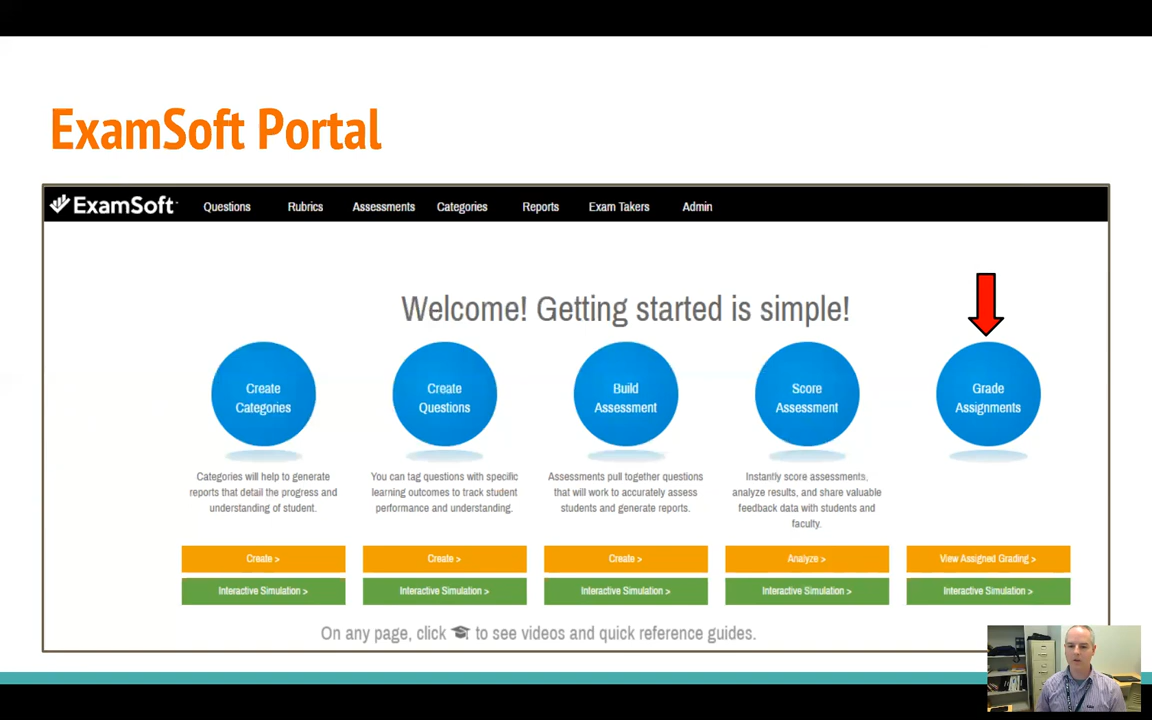 ExamSoft Portal
ExamSoft Questions Rubrics Assessments Categories Reports Exam Takers Admin
Welcome! Getting started is simple!
Create
Categories
Create
Questions
Build
Assessment
Score
Assessment
Grade
Assignments
Categories will help to generate
reports that detail the progress and
understanding of student.
You can tag questions with specific
learning outcomes to track student
performance and understanding.
Assessments pull together questions
that will work to accurately assess
students and generate reports.
Instantly score assessments,
analyze results, and share valuable
feedback data with students and
faculty.
Create > Create > Create > Analyze > View Assigned Grading >
Interactive Simulation > Interactive Simulation > Interactive Simulation > Interactive Simulation > Interactive Simulation >
On any page, click to see videos and quick reference guides.